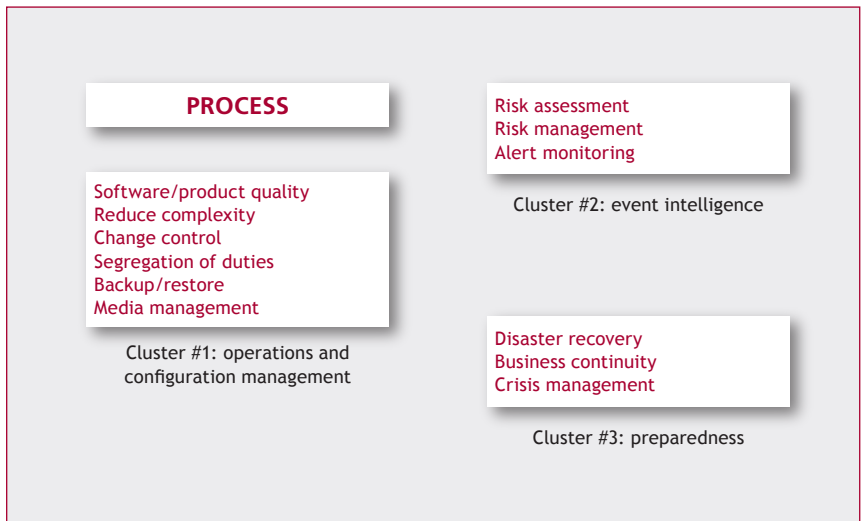 PROCESS
Software/product quality
Reduce complexity
Change control
Segregation of duties
Backup/restore
Media management
Cluster #1: operations and
configuration management
Risk assessment
Risk management
Alert monitoring
Cluster #2: event intelligence
Disaster recovery
Business continuity
Crisis management
Cluster #3: preparedness